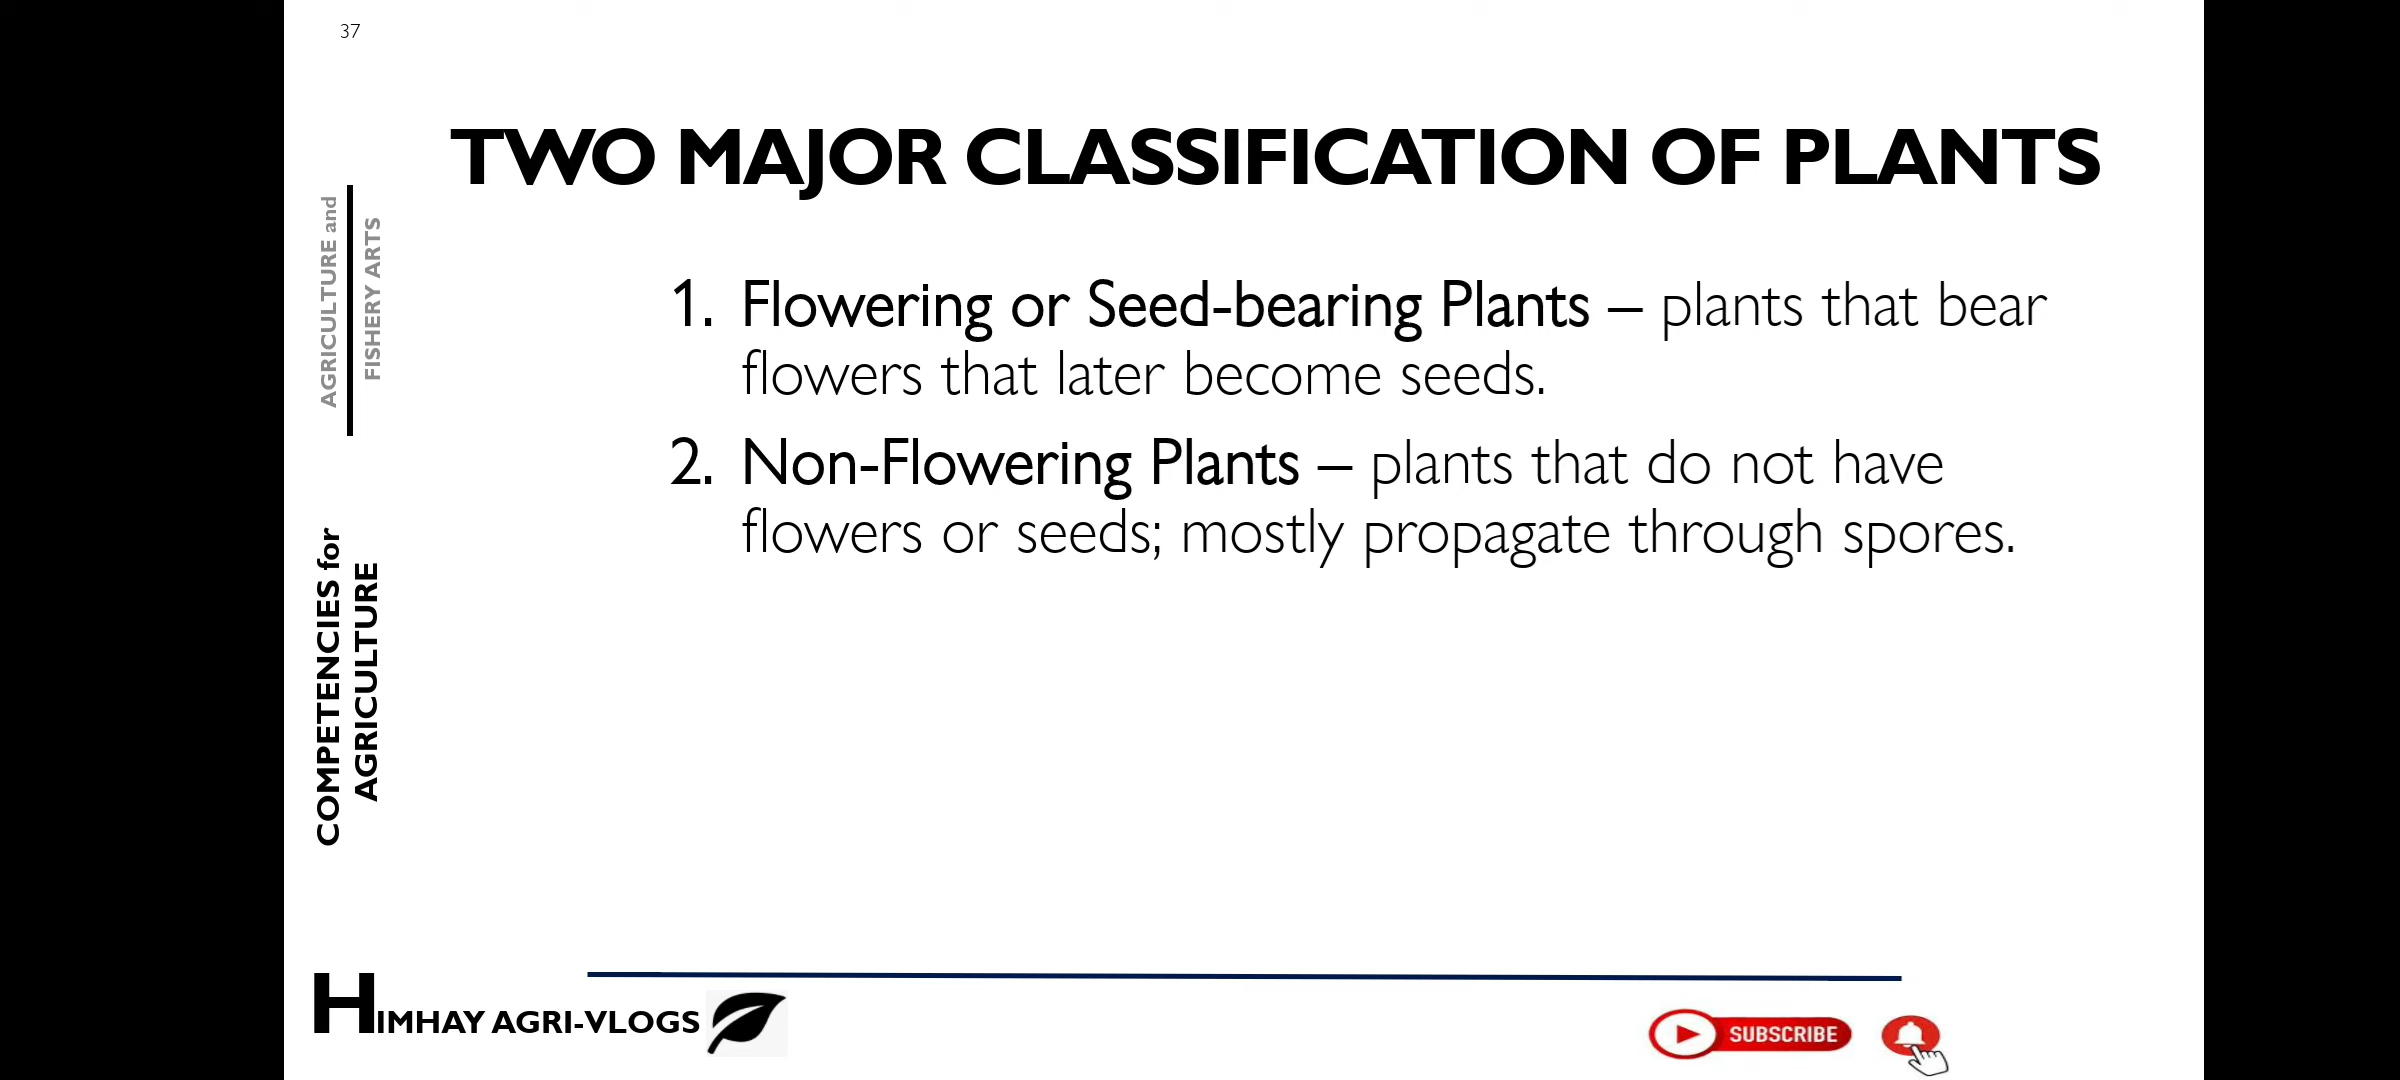 37
TWO MAJOR CLASSIFICATION OF PLANTS
AGRICULTURE and
FISHERY ARTS
1. Flowering or Seed-bearing Plants – plants that bear
flowers that later become seeds.
2. Non-Flowering Plants – plants that do not have
flowers or seeds; mostly propagate through spores.
COMPETENCIES for
AGRICULTURE
HIMHAY AGRI-VLOGS
SUBSCRIBE